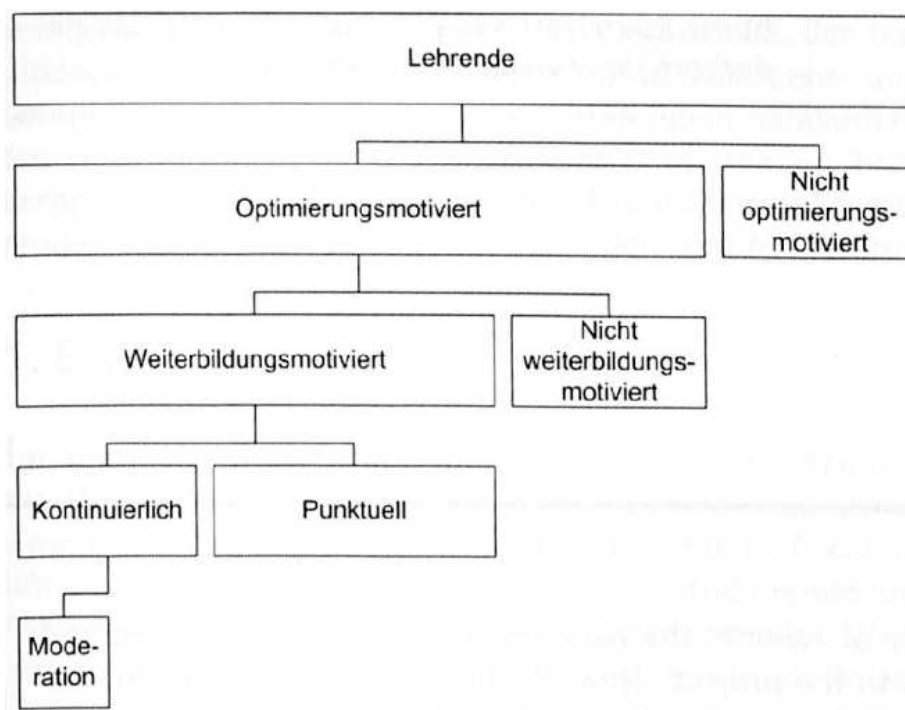 Lehrende
Optimierungsmotiviert
Nicht
optimierungs-
motiviert
Weiterbildungsmotiviert
Nicht
weiterbildungs-
motiviert
Kontinuierlich
Punktuell
Mode-
ration